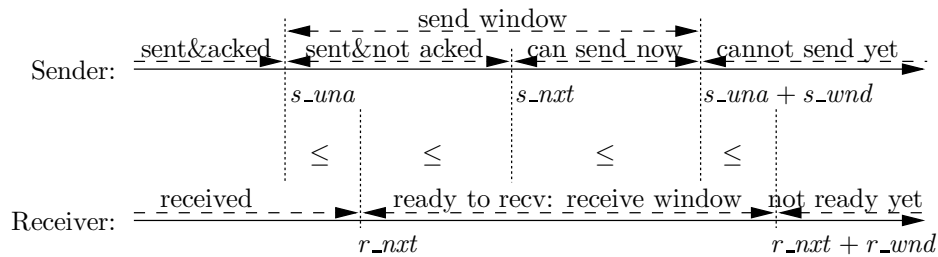 send window
sent&acked sent&not acked can send now cannot send yet
Sender:
s_una s_nxt s_una + s_wnd
≤ ≤ ≤ ≤
received ready to recv: receive window not ready yet
Receiver:
r_nxt r_nxt + r_wnd